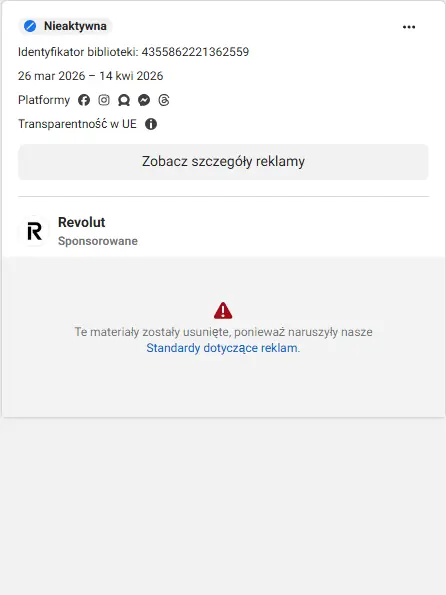 Nieaktywna
Identyfikator biblioteki: 4355862221362559
26 mar 2026 – 14 kwi 2026
Platformy
Transparentność w UE
Zobacz szczegóły reklamy
Revolut
Sponsorowane
Te materiały zostały usunięte, ponieważ naruszyły nasze
Standardy dotyczące reklam.